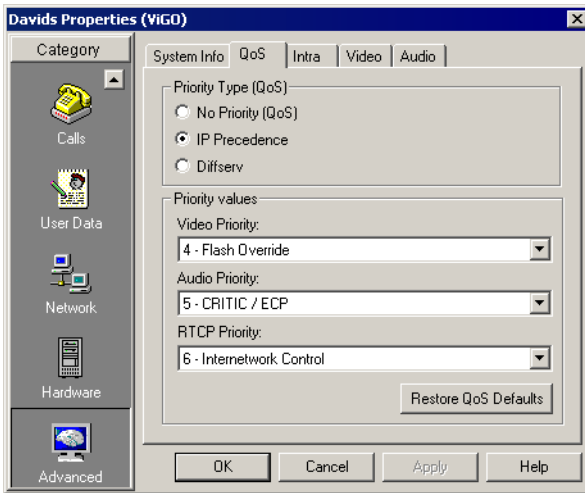 Davids Properties (ViGO)
Category
Calls
User Data
Network
Hardware
Advanced
System Info QoS Intra Video Audio
Priority Type (QoS)
No Priority (QoS)
IP Precedence
Diffserv
Priority values
Video Priority:
4 - Flash Override
Audio Priority:
5 - CRITIC / ECP
RTCP Priority:
6 - Internetwork Control
Restore QoS Defaults
OK Cancel Apply Help